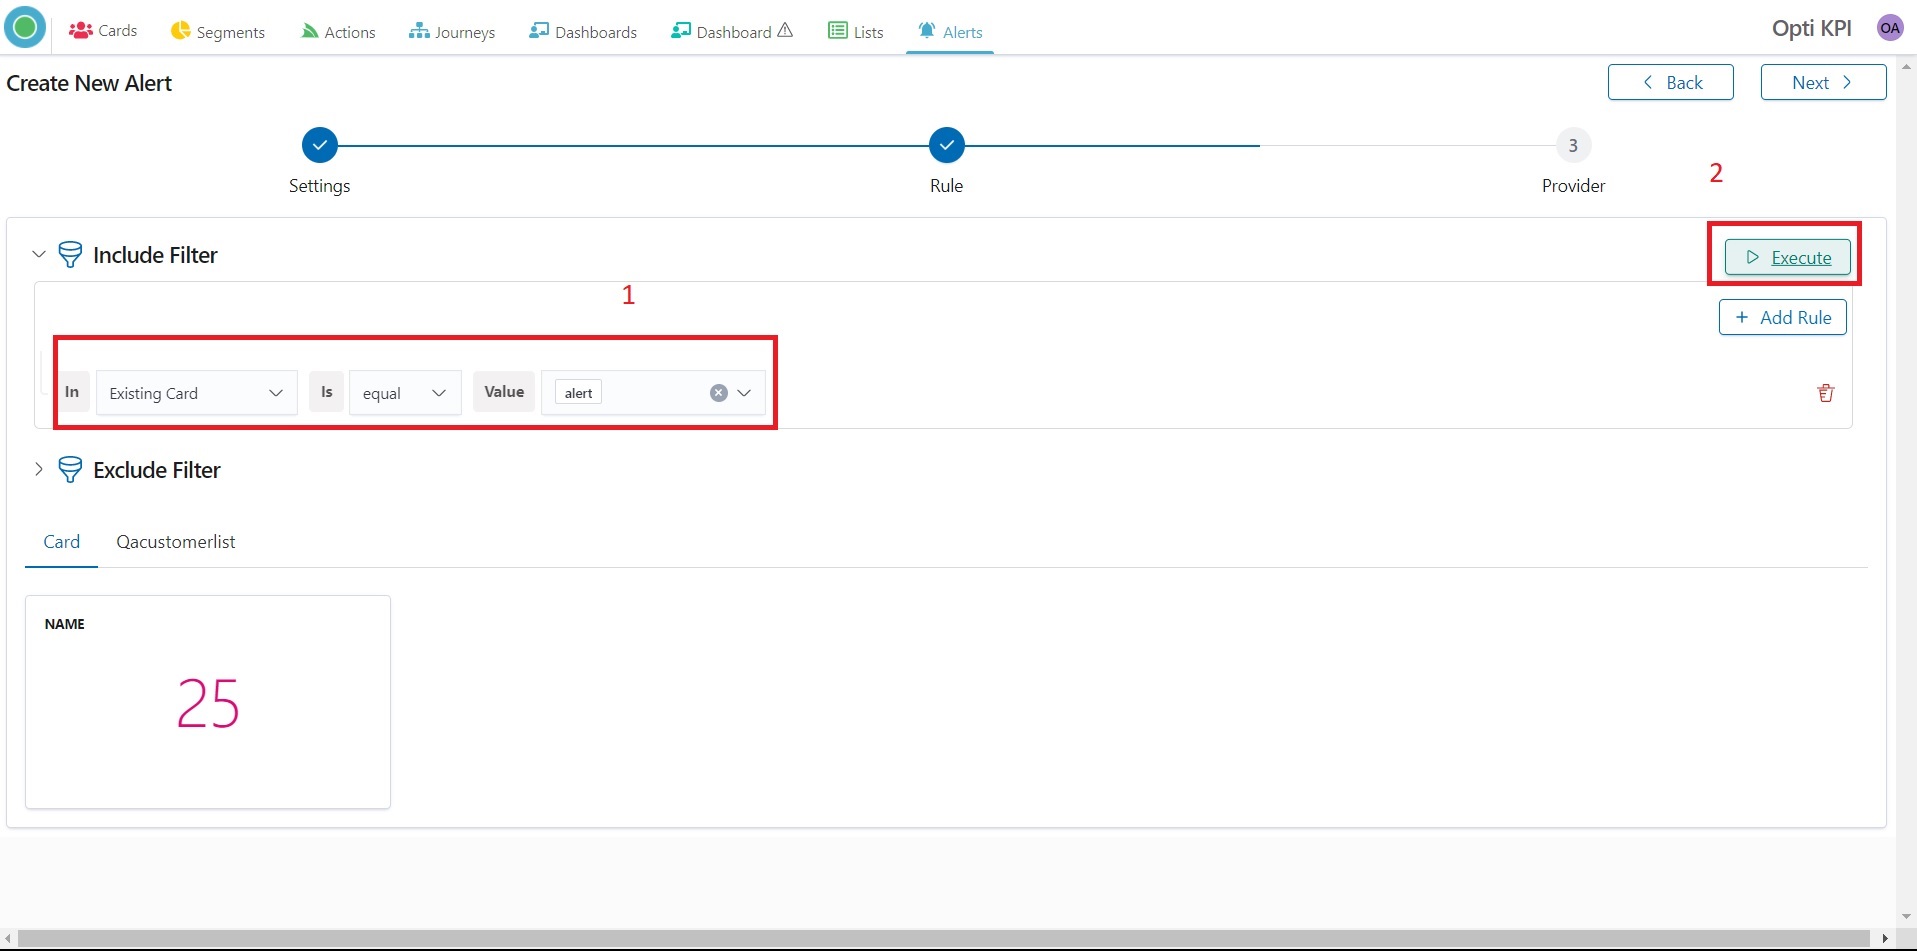 Cards Segments Actions Journeys Dashboards Dashboard Lists Alerts Opti KPI OA
Create New Alert Back Next
3
Settings Rule Provider
2
Include Filter Execute
1
Add Rule
In Existing Card Is equal Value alert
Exclude Filter
Card Qacustomerlist
NAME
25